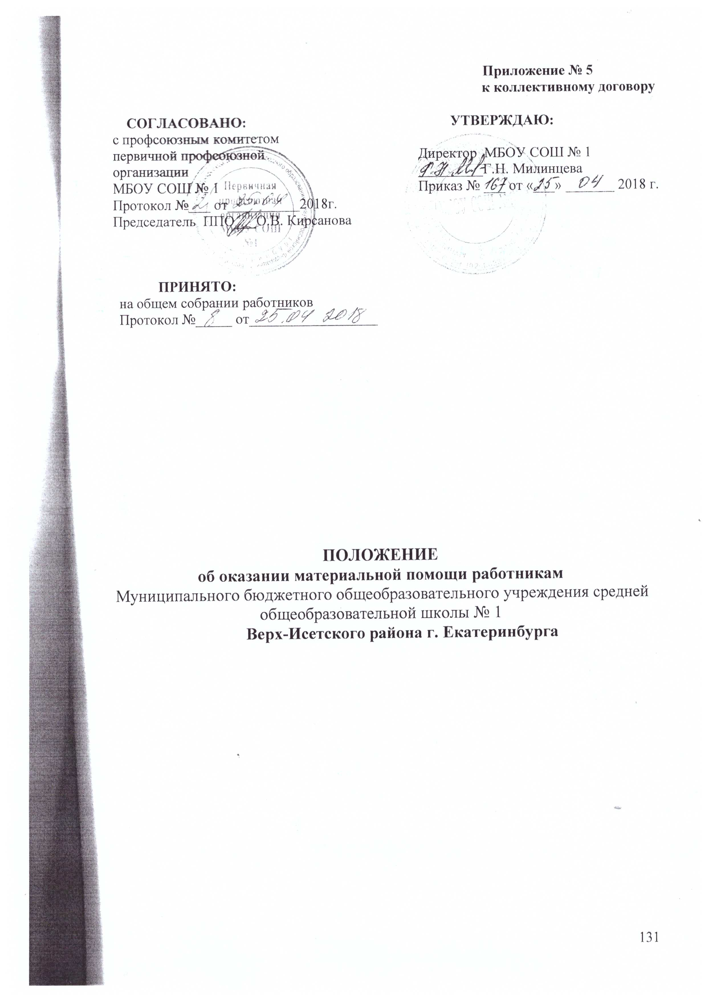 Приложение № 5
к коллективному договору
СОГЛАСОВАНО:
с профсоюзным комитетом
первичной профсоюзной
организации
МБОУ СОШ № 1
Протокол № 2 от 25.04 2018г.
Председатель ППО О.В. Кирсанова
УТВЕРЖДАЮ:
Директор МБОУ СОШ № 1
Г.Н. Милинцева
Приказ № 167 от «25» 04 2018 г.
Первичная
профсоюзная
организация
МБОУ СОШ
№1
ПРИНЯТО:
на общем собрании работников
Протокол № 8 от 25.04 2018
ПОЛОЖЕНИЕ
об оказании материальной помощи работникам
Муниципального бюджетного общеобразовательного учреждения средней
общеобразовательной школы № 1
Верх-Исетского района г. Екатеринбурга
131